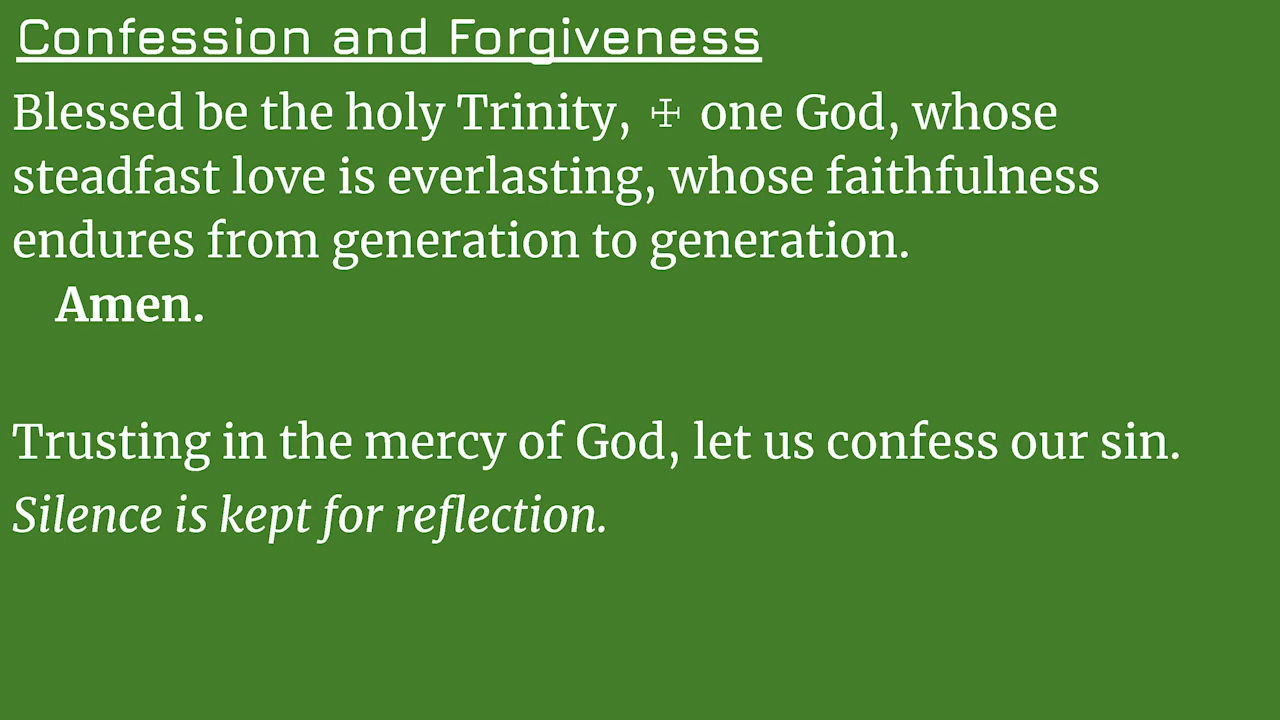 Confession and Forgiveness
Blessed be the holy Trinity, ☩ one God, whose
steadfast love is everlasting, whose faithfulness
endures from generation to generation.
Amen.
Trusting in the mercy of God, let us confess our sin.
Silence is kept for reflection.